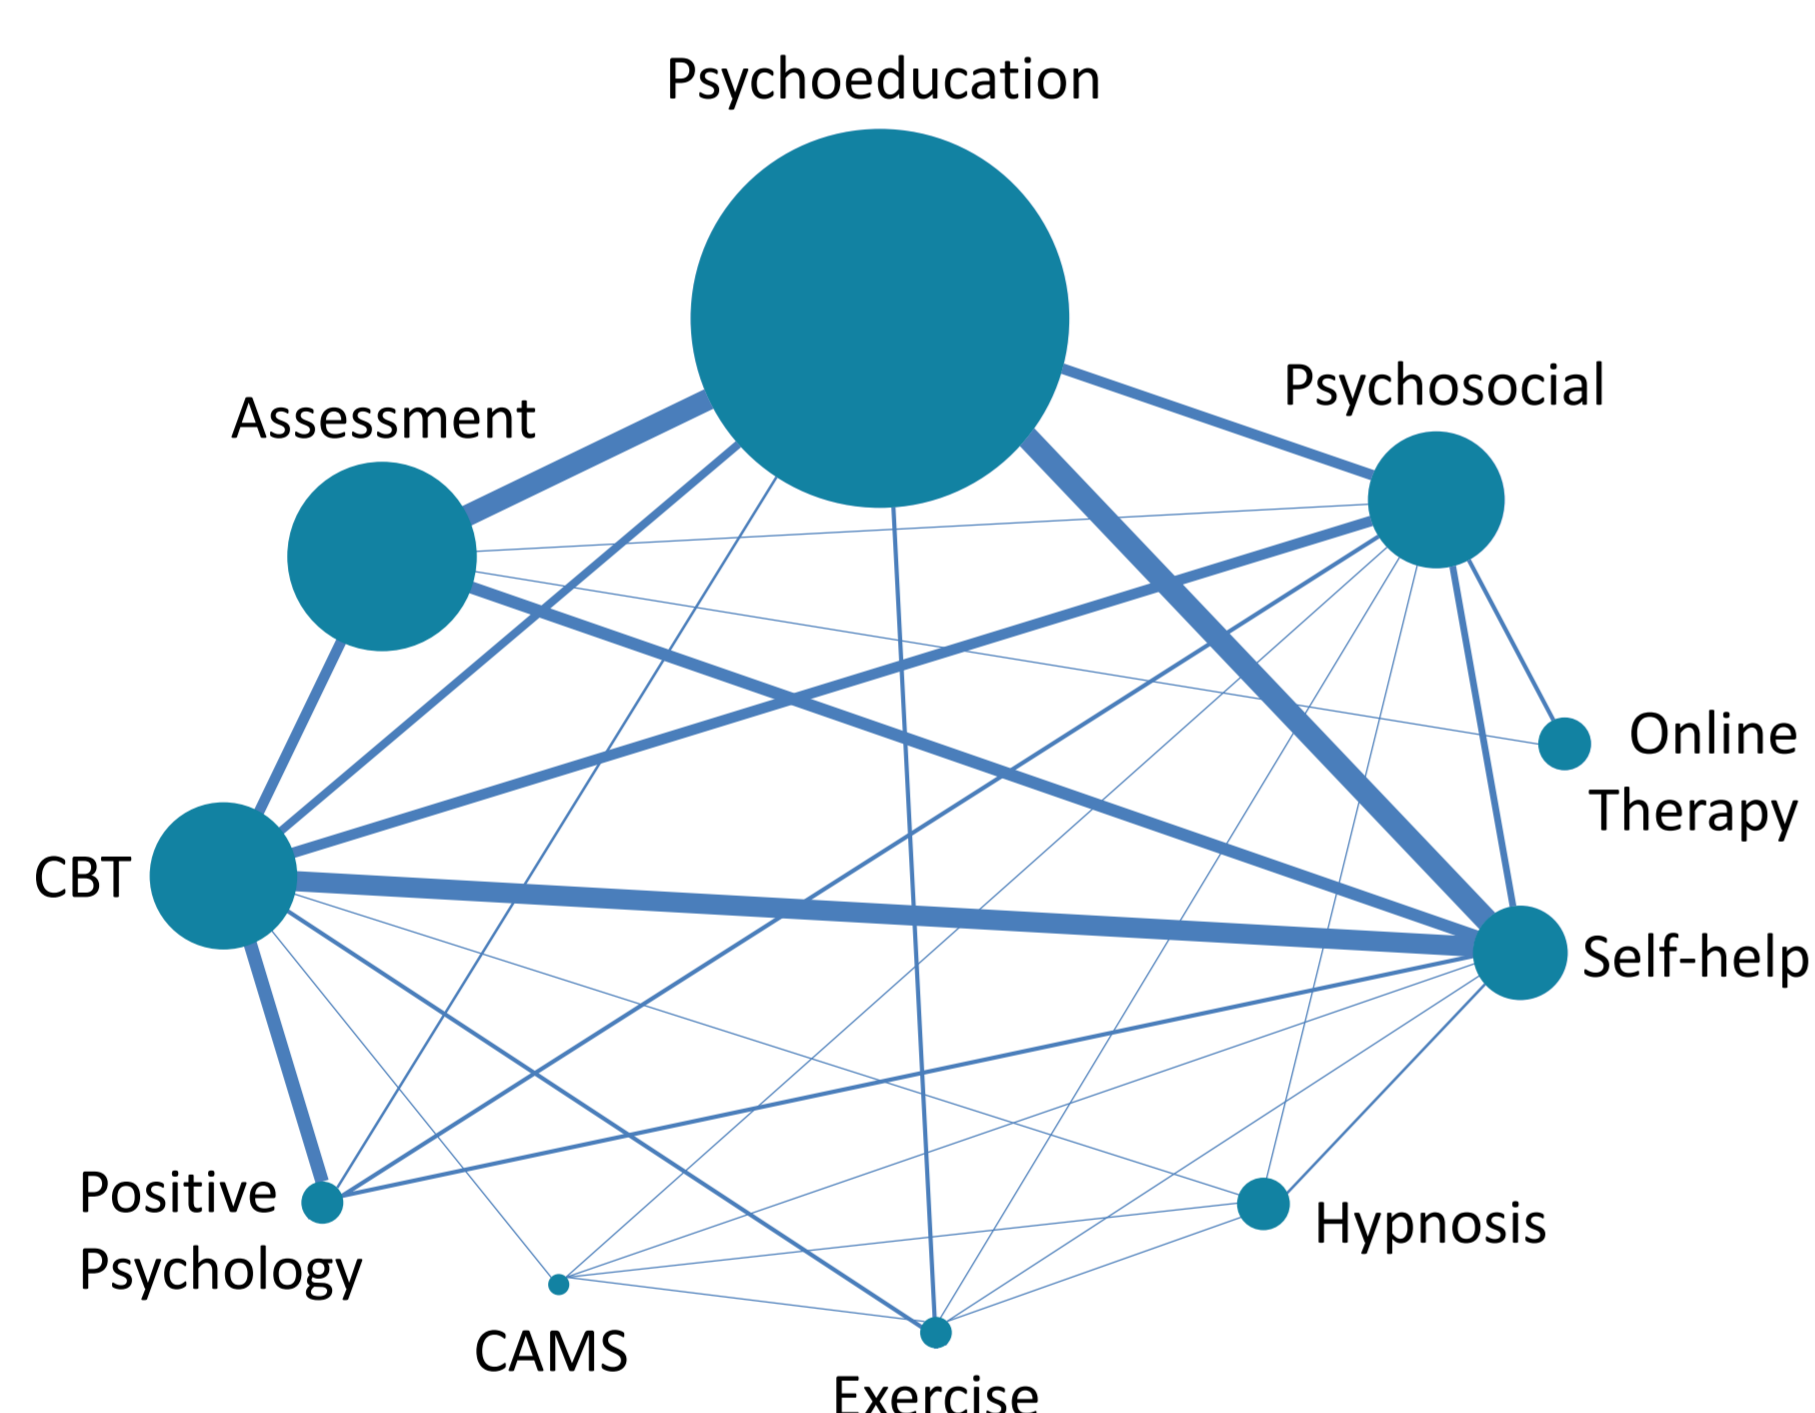 Psychoeducation
Psychosocial
Assessment
Online
Therapy
CBT
Self-help
Positive
Psychology
Hypnosis
CAMS
Exercise